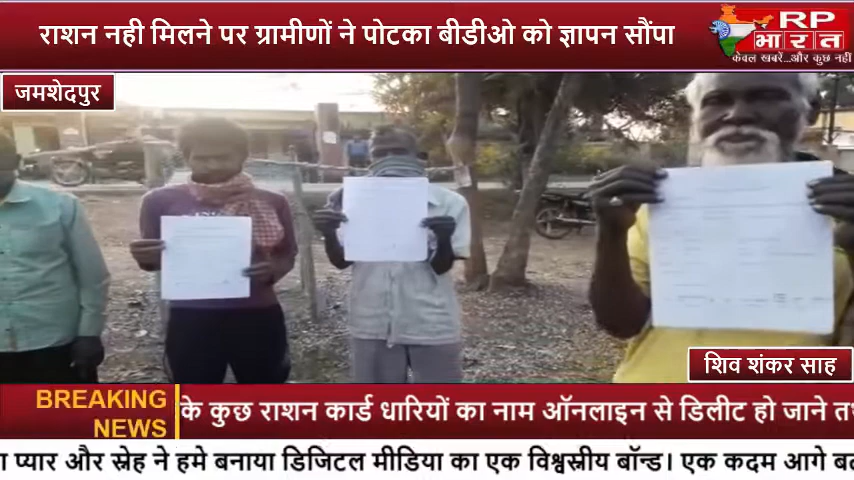 राशन नही मिलने पर ग्रामीणों ने पोटका बीडीओ को ज्ञापन सौंपा
RP
भारत
केवल खबरें...और कुछ नहीं
जमशेदपुर
शिव शंकर साह
BREAKING
NEWS
के कुछ राशन कार्ड धारियों का नाम ऑनलाइन से डिलीट हो जाने
प्यार और स्नेह ने हमे बनाया डिजिटल मीडिया का एक विश्वस्नीय बॉन्ड। एक कदम आगे